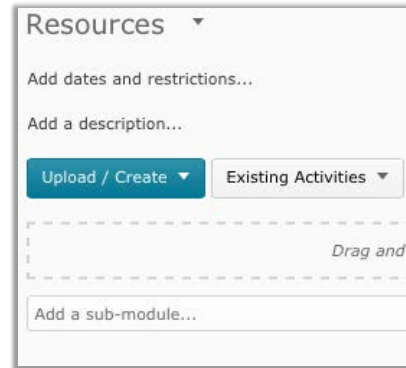 Resources
Add dates and restrictions...
Add a description...
Upload / Create Existing Activities
Drag and
Add a sub-module...